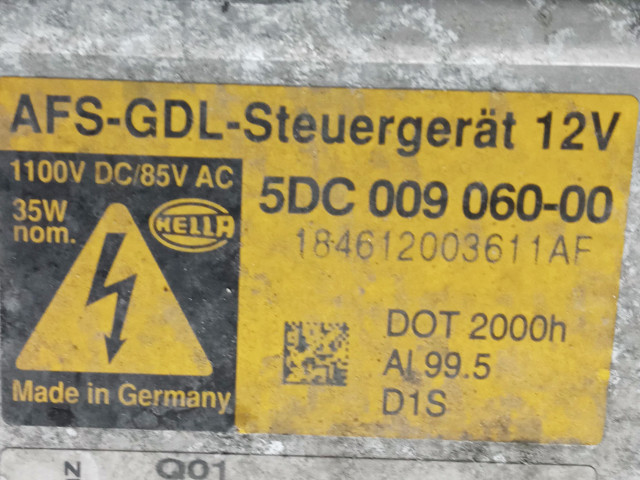 AFS-GDL-Steuergerät 12V
1100V DC/85V AC
35W
nom.
HELLA
Made in Germany
5DC 009 060-00
184612003611AF
DOT 2000h
Al 99.5
D1S
Z
Q01